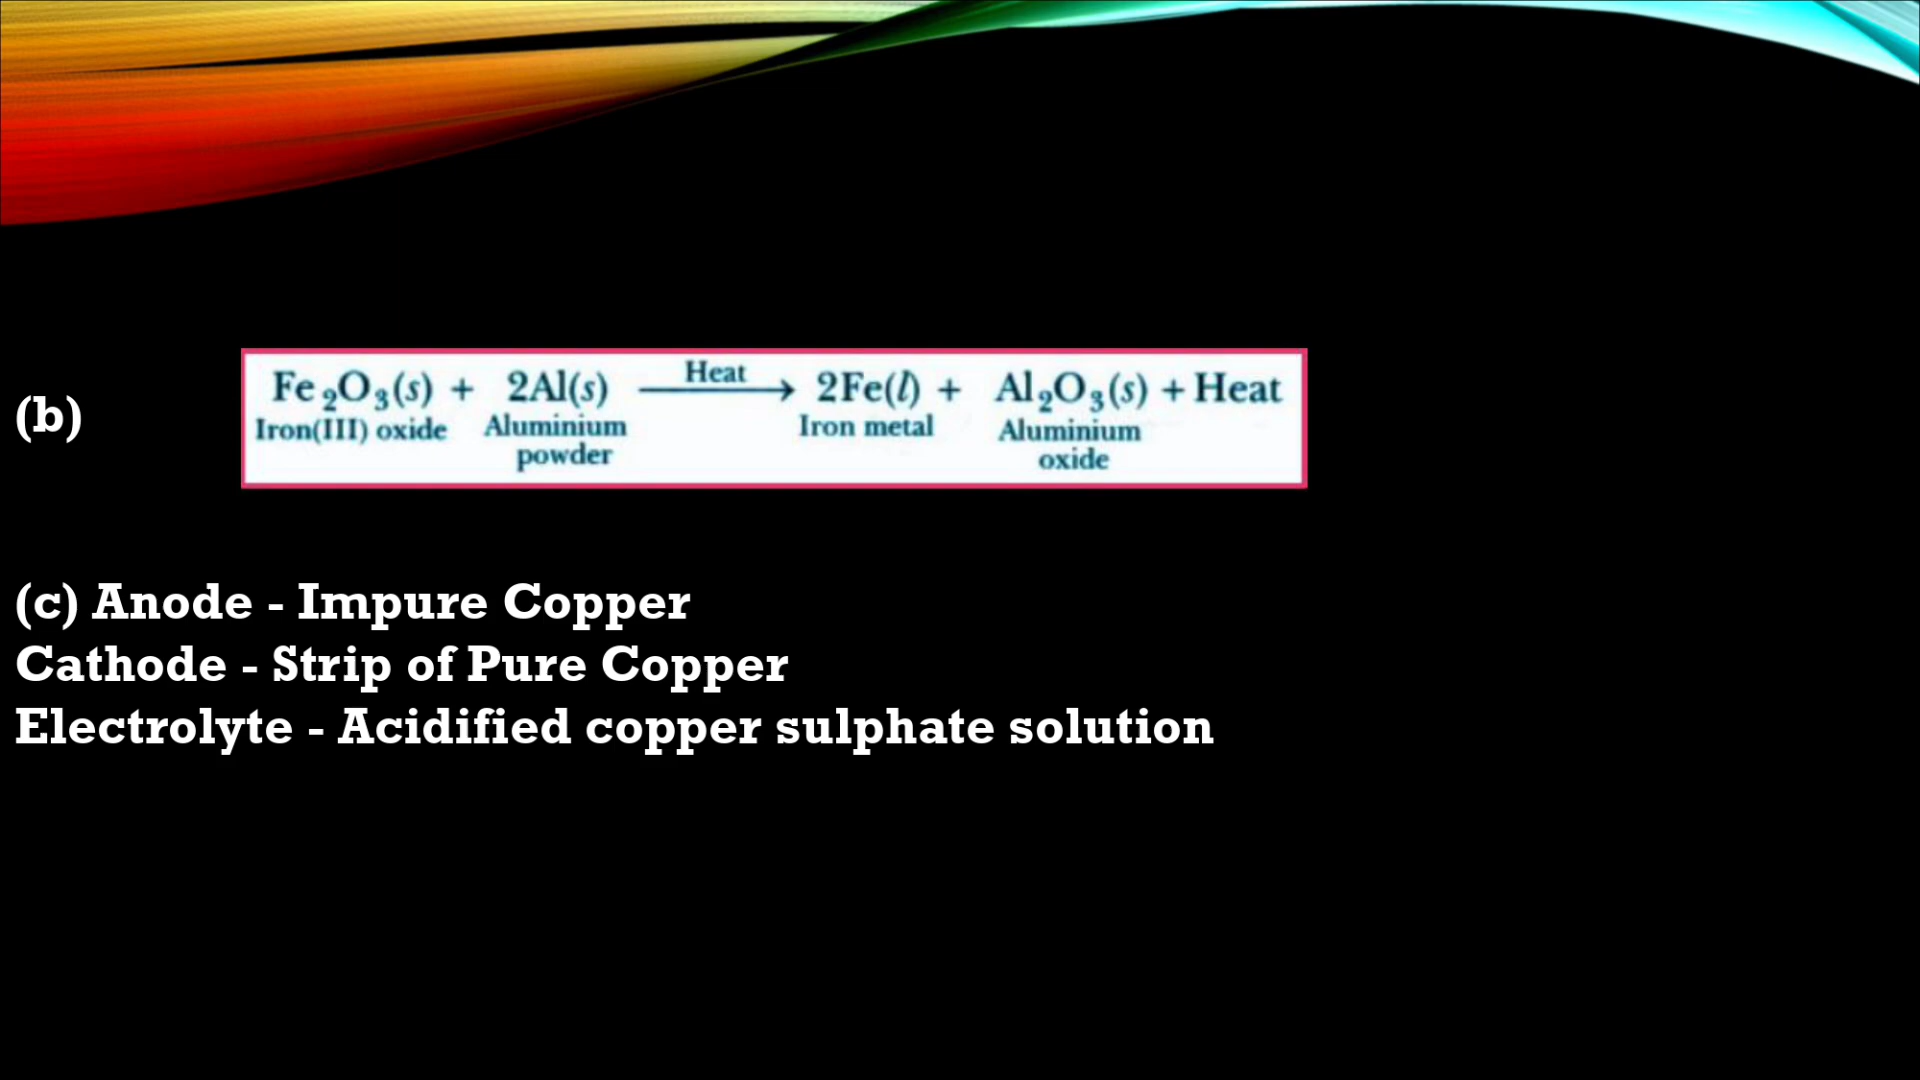 (b)
Fe₂O₃(s) + 2Al(s) Heat → 2Fe(l) + Al₂O₃(s) + Heat
Iron(III) oxide Aluminium powder Iron metal Aluminium oxide
(c) Anode - Impure Copper
Cathode - Strip of Pure Copper
Electrolyte - Acidified copper sulphate solution